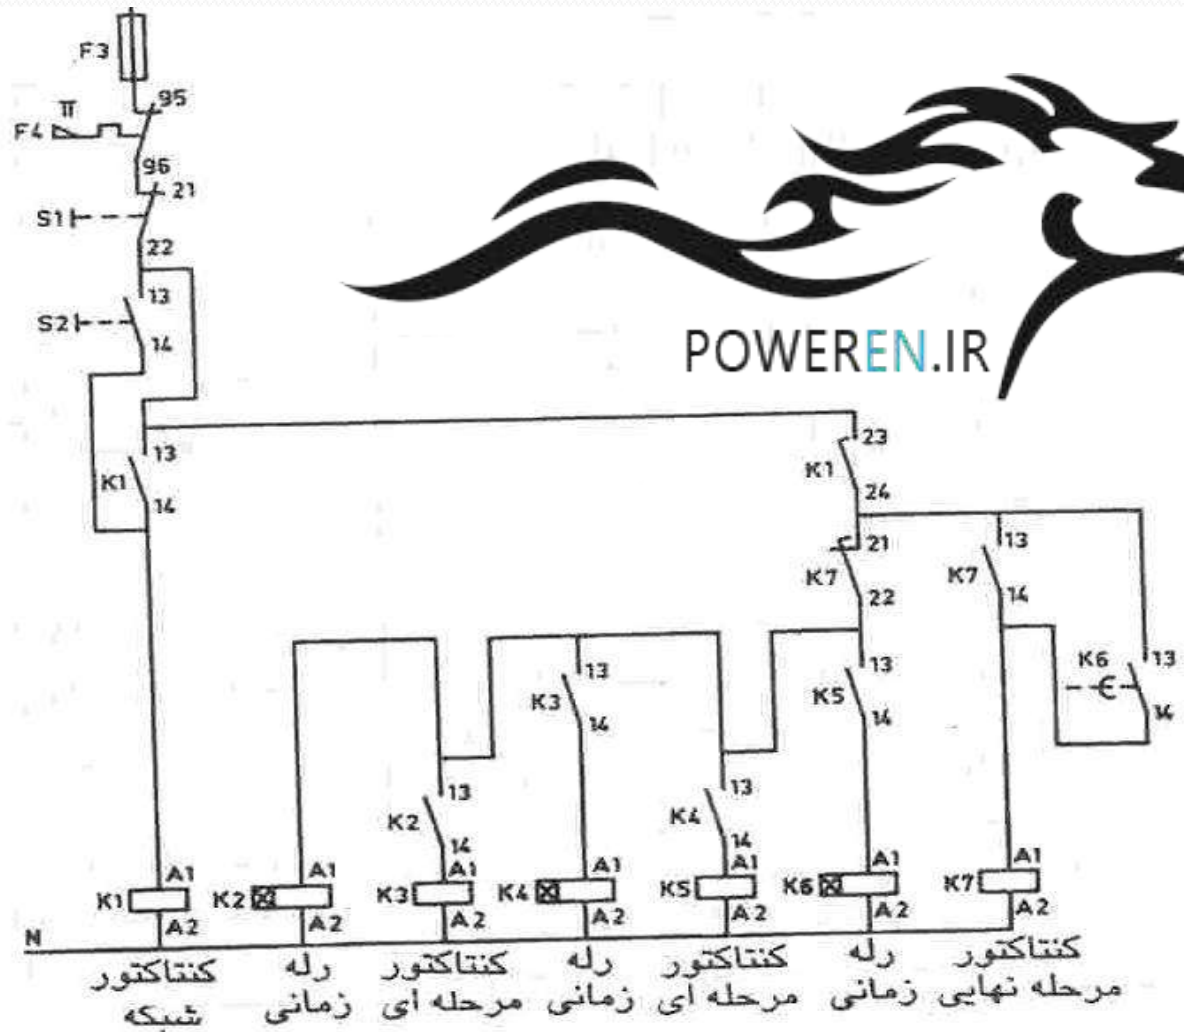 F3
95
F4
96
21
S1
22
13
S2
14
POWEREN.IR
13
K1
14
23
K1
24
21
K7
22
13
K7
14
13
K3
14
13
K5
14
K6
13
14
13
K2
14
13
K4
14
K1 A1
A2
K2 A1
A2
K3 A1
A2
K4 A1
A2
K5 A1
A2
K6 A1
A2
K7 A1
A2
N
کنتاکتور شبکه
رله زمانی
کنتاکتور مرحله ای
رله زمانی
کنتاکتور مرحله ای
رله زمانی
کنتاکتور مرحله نهایی